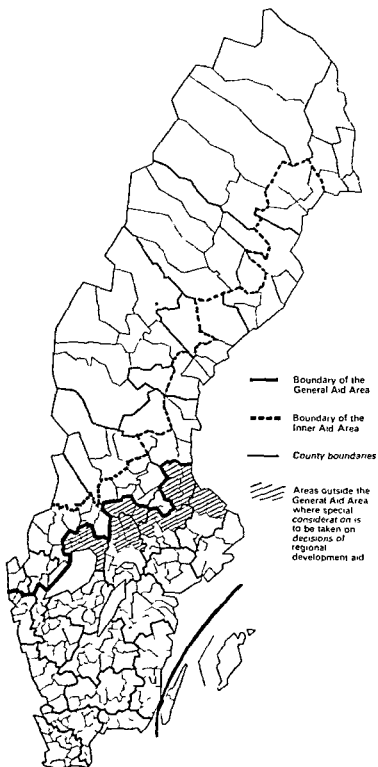 Boundary of the
General Aid Area
Boundary of the
Inner Aid Area
County boundaries
Areas outside the
General Aid Area
where special
consideration is
to be taken on
decisions of
regional
development aid